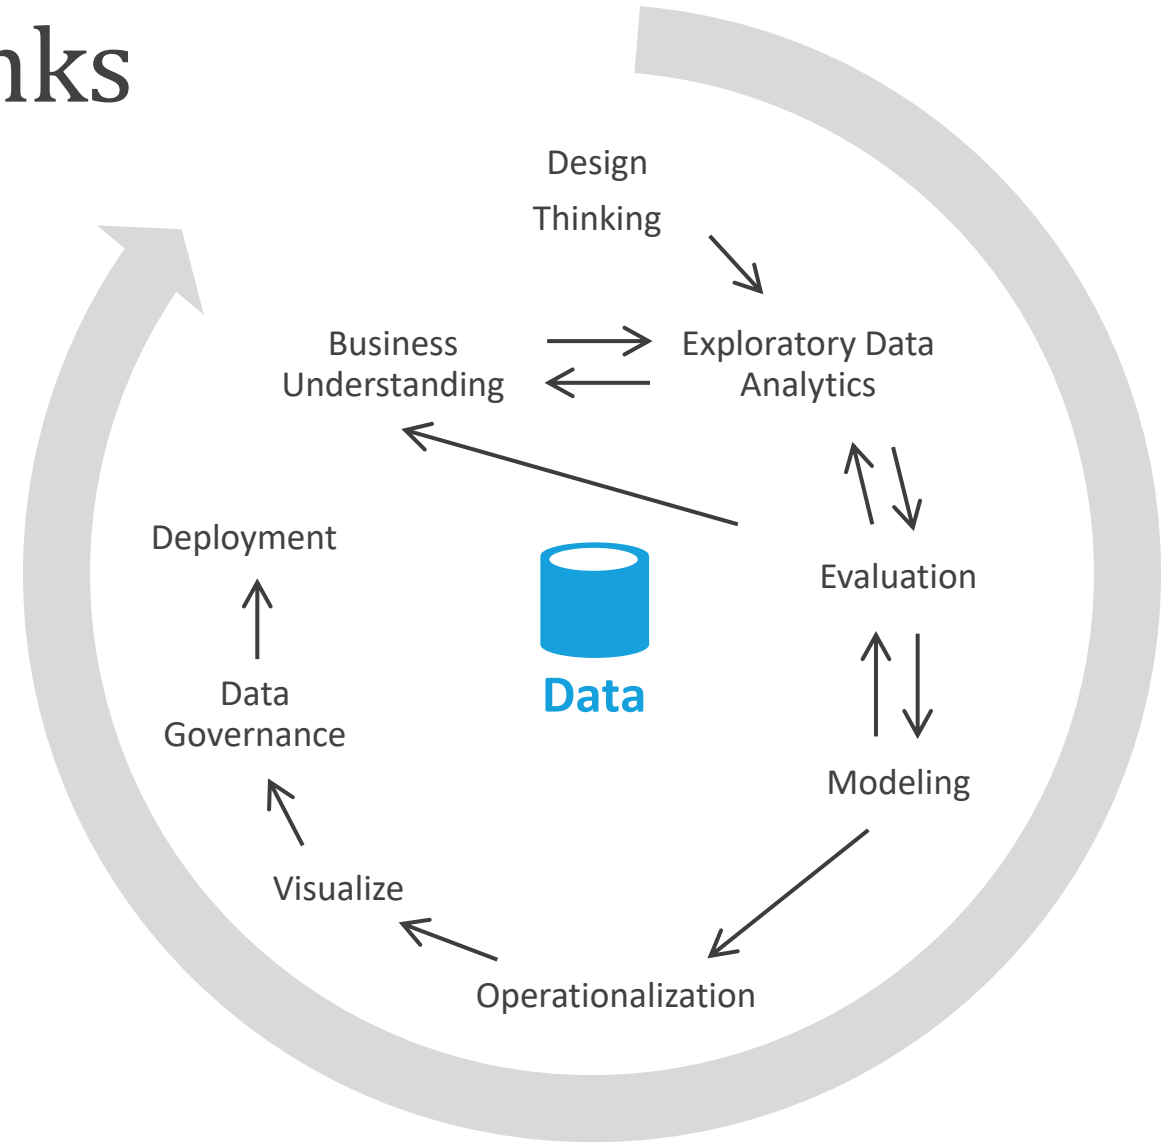 nks
Design
Thinking
Business
Understanding
Exploratory Data
Analytics
Deployment
Evaluation
Data
Data
Governance
Modeling
Visualize
Operationalization